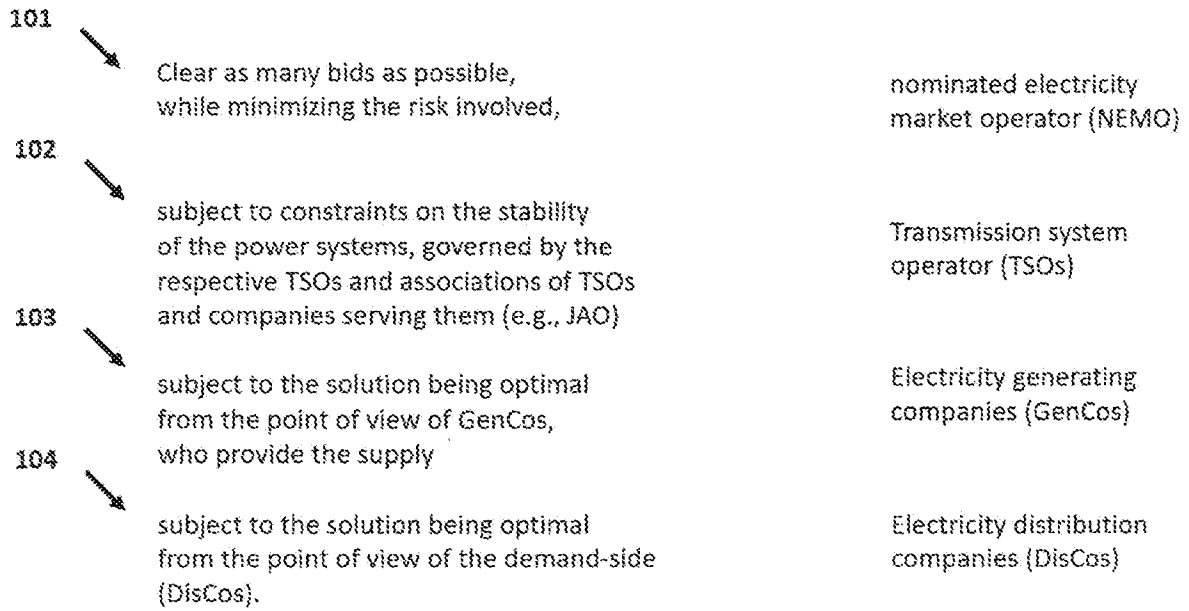 101
Clear as many bids as possible,
while minimizing the risk involved,
nominated electricity
market operator (NEMO)
102
subject to constraints on the stability
of the power systems, governed by the
respective TSOs and associations of TSOs
and companies serving them (e.g., JAO)
Transmission system
operator (TSOs)
103
subject to the solution being optimal
from the point of view of GenCos,
who provide the supply
Electricity generating
companies (GenCos)
104
subject to the solution being optimal
from the point of view of the demand-side
(DisCos).
Electricity distribution
companies (DisCos)